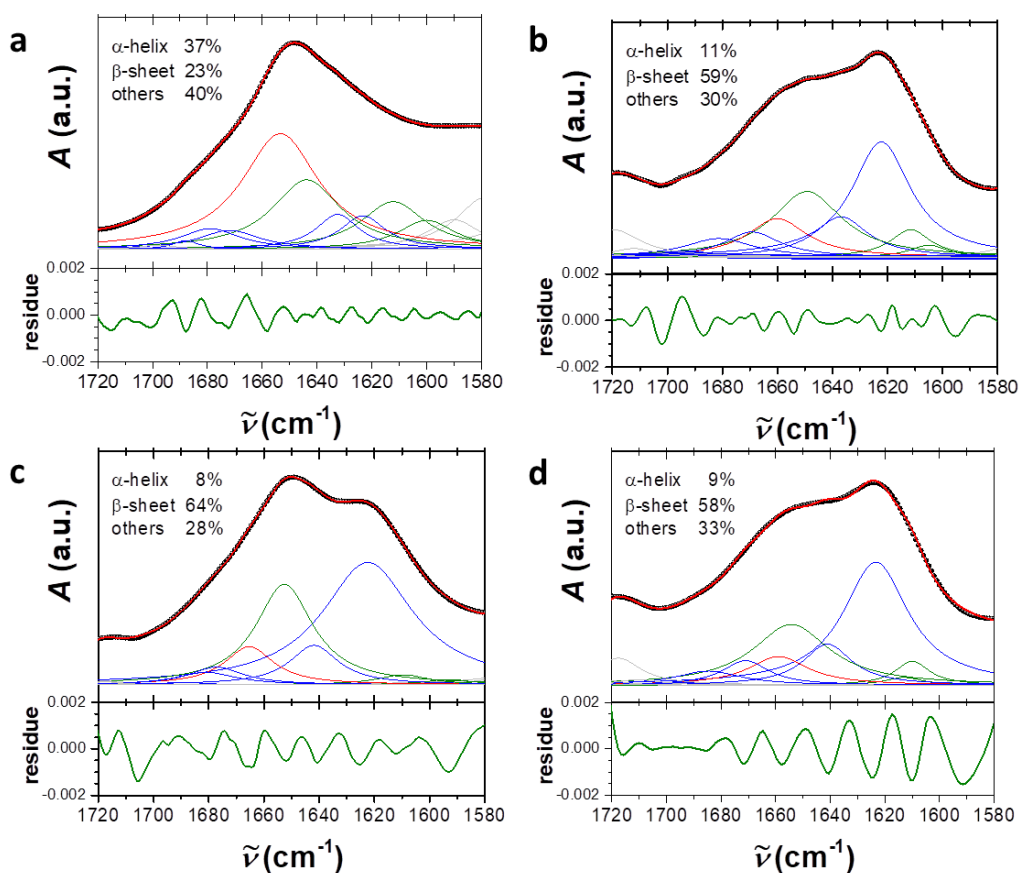 a
α-helix 37%
β-sheet 23%
others 40%
A (a.u.)
0.002
0.000
-0.002
residue
1720 1700 1680 1660 1640 1620 1600 1580
ν̃ (cm⁻¹)
b
α-helix 11%
β-sheet 59%
others 30%
A (a.u.)
0.002
0.000
-0.002
residue
1720 1700 1680 1660 1640 1620 1600 1580
ν̃ (cm⁻¹)
c
α-helix 8%
β-sheet 64%
others 28%
A (a.u.)
0.002
0.000
-0.002
residue
1720 1700 1680 1660 1640 1620 1600 1580
ν̃ (cm⁻¹)
d
α-helix 9%
β-sheet 58%
others 33%
A (a.u.)
0.002
0.000
-0.002
residue
1720 1700 1680 1660 1640 1620 1600 1580
ν̃ (cm⁻¹)